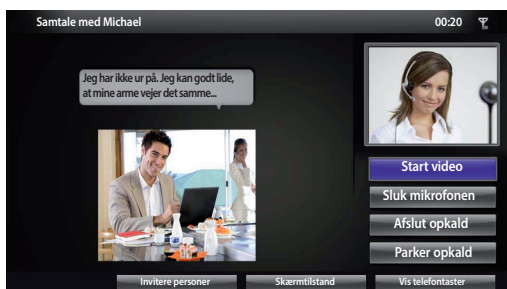 Samtale med Michael
00:20
Jeg har ikke ur på. Jeg kan godt lide,
at mine arme vejer det samme...
Start video
Sluk mikrofonen
Afslut opkald
Parker opkald
Invitere personer
Skærmtilstand
Vis telefontaster